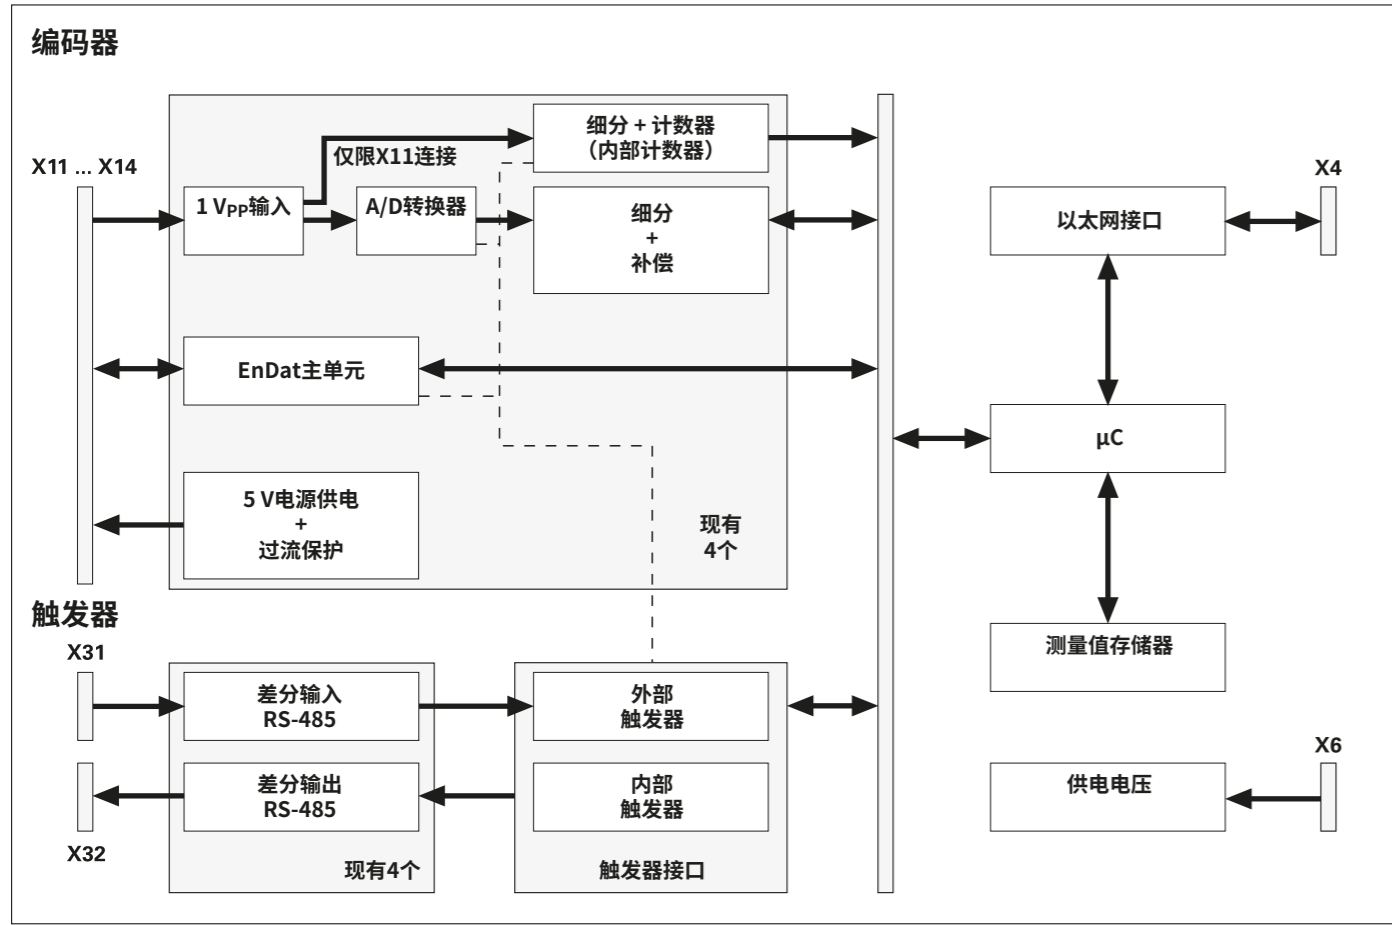 编码器
X11 ... X14
仅限X11连接
细分 + 计数器
（内部计数器）
1 VPP输入
A/D转换器
细分
+
补偿
EnDat主单元
5 V电源供电
+
过流保护
现有
4个
X4
以太网接口
µC
测量值存储器
触发器
X31
差分输入
RS-485
外部
触发器
差分输出
RS-485
内部
触发器
X32
现有4个
触发器接口
X6
供电电压